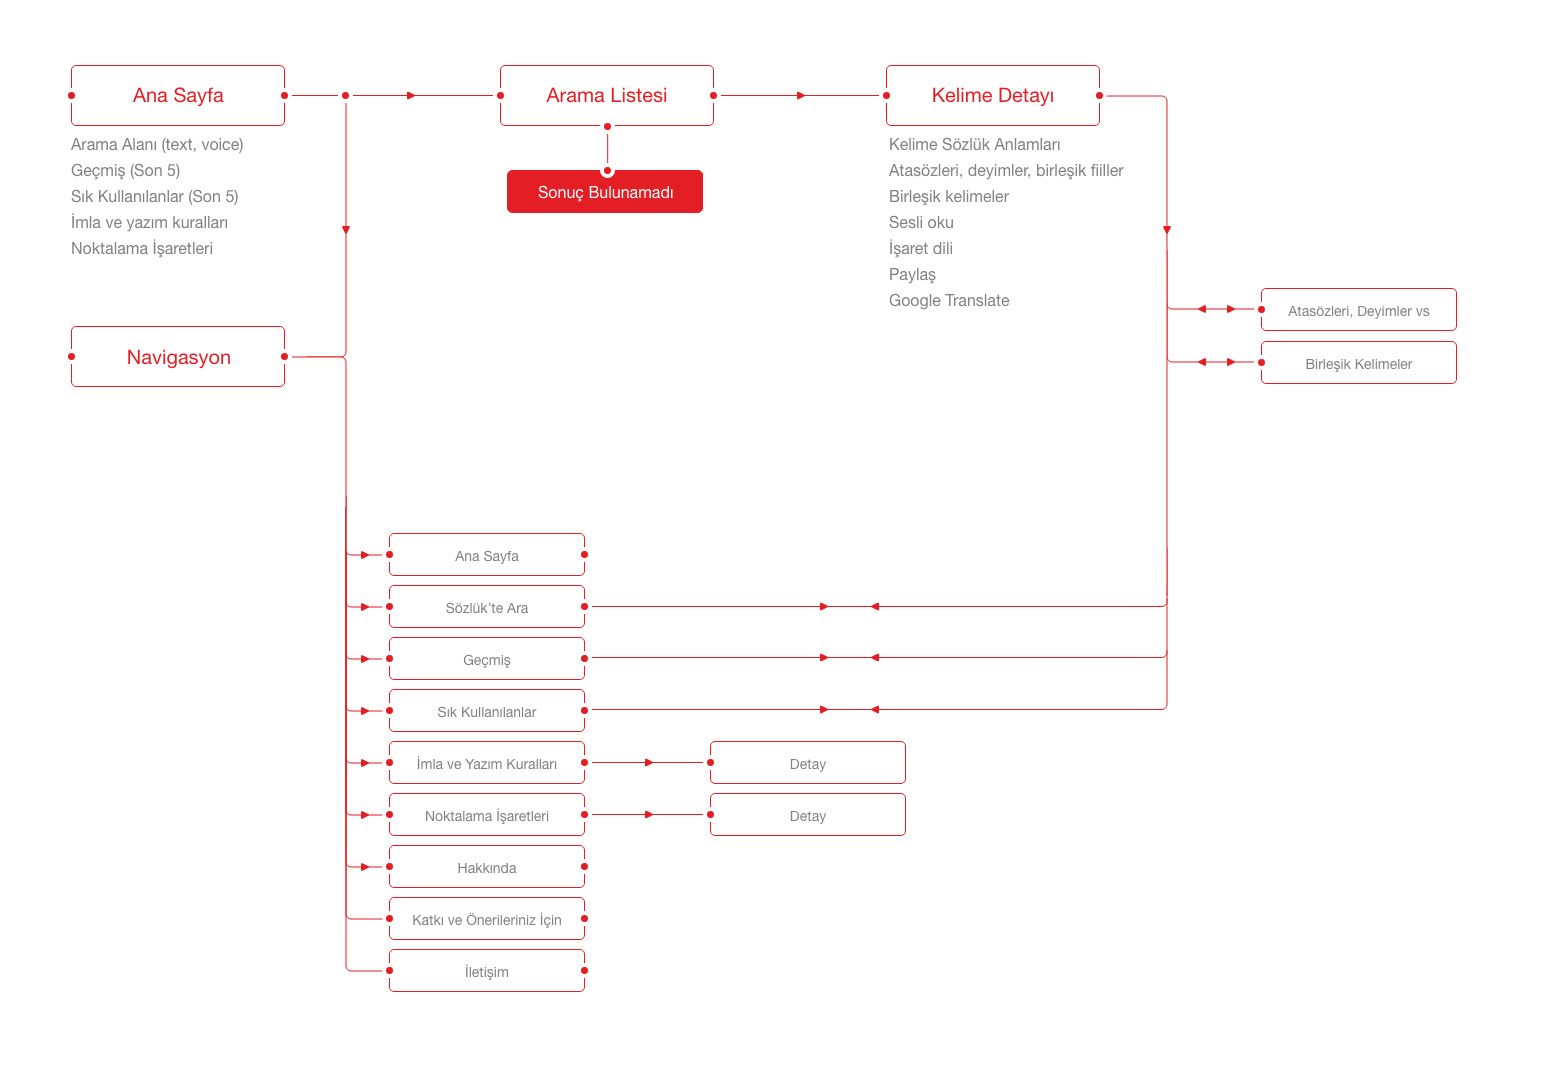 Ana Sayfa
Arama Alanı (text, voice)
Geçmiş (Son 5)
Sık Kullanılanlar (Son 5)
İmla ve yazım kuralları
Noktalama İşaretleri
Arama Listesi
Sonuç Bulunamadı
Kelime Detayı
Kelime Sözlük Anlamları
Atasözleri, deyimler, birleşik fiiller
Birleşik kelimeler
Sesli oku
İşaret dili
Paylaş
Google Translate
Atasözleri, Deyimler vs
Birleşik Kelimeler
Navigasyon
Ana Sayfa
Sözlük'te Ara
Geçmiş
Sık Kullanılanlar
İmla ve Yazım Kuralları
Detay
Noktalama İşaretleri
Detay
Hakkında
Katkı ve Önerileriniz İçin
İletişim